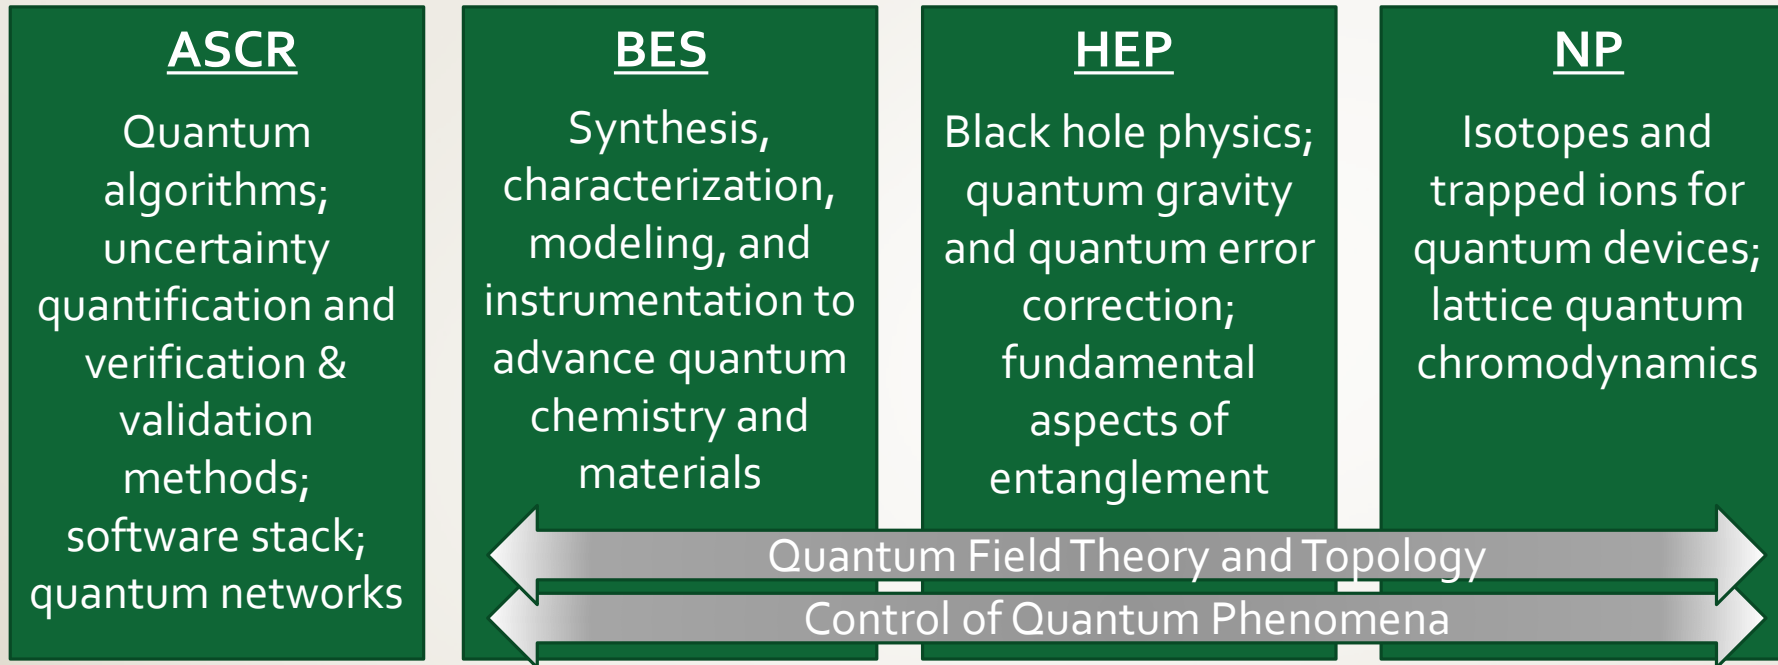 ASCR
Quantum
algorithms;
uncertainty
quantification and
verification &
validation
methods;
software stack;
quantum networks
BES
Synthesis,
characterization,
modeling, and
instrumentation to
advance quantum
chemistry and
materials
HEP
Black hole physics;
quantum gravity
and quantum error
correction;
fundamental
aspects of
entanglement
NP
Isotopes and
trapped ions for
quantum devices;
lattice quantum
chromodynamics
Quantum Field Theory and Topology
Control of Quantum Phenomena